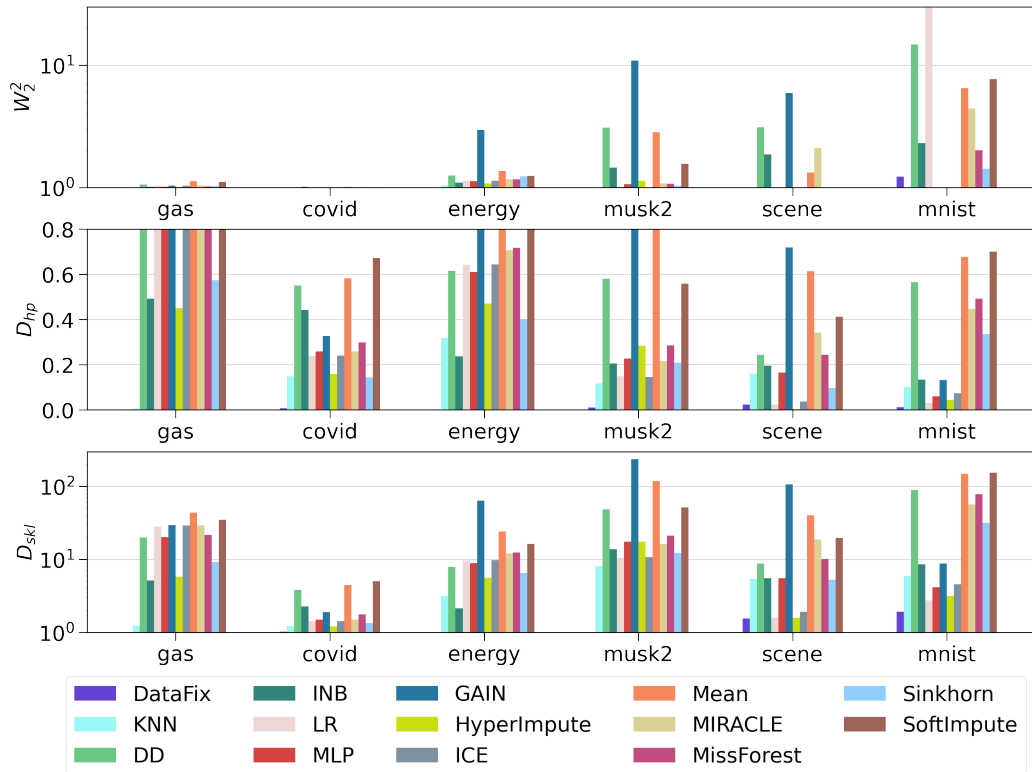 W₂²
10¹
10⁰
gas covid energy musk2 scene mnist
D_hp
0.8
0.6
0.4
0.2
0.0
gas covid energy musk2 scene mnist
D_skl
10²
10¹
10⁰
gas covid energy musk2 scene mnist
DataFix INB GAIN Mean Sinkhorn
KNN LR HyperImpute MIRACLE SoftImpute
DD MLP ICE MissForest